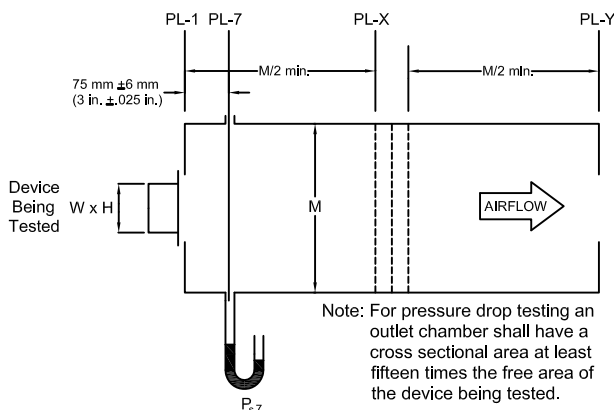 PL-1 PL-7 PL-X PL-Y
M/2 min. M/2 min.
75 mm ±6 mm
(3 in. ±.025 in.)
Device
Being
Tested
W x H
M
AIRFLOW
Note: For pressure drop testing an
outlet chamber shall have a
cross sectional area at least
fifteen times the free area of
the device being tested.
Ps7